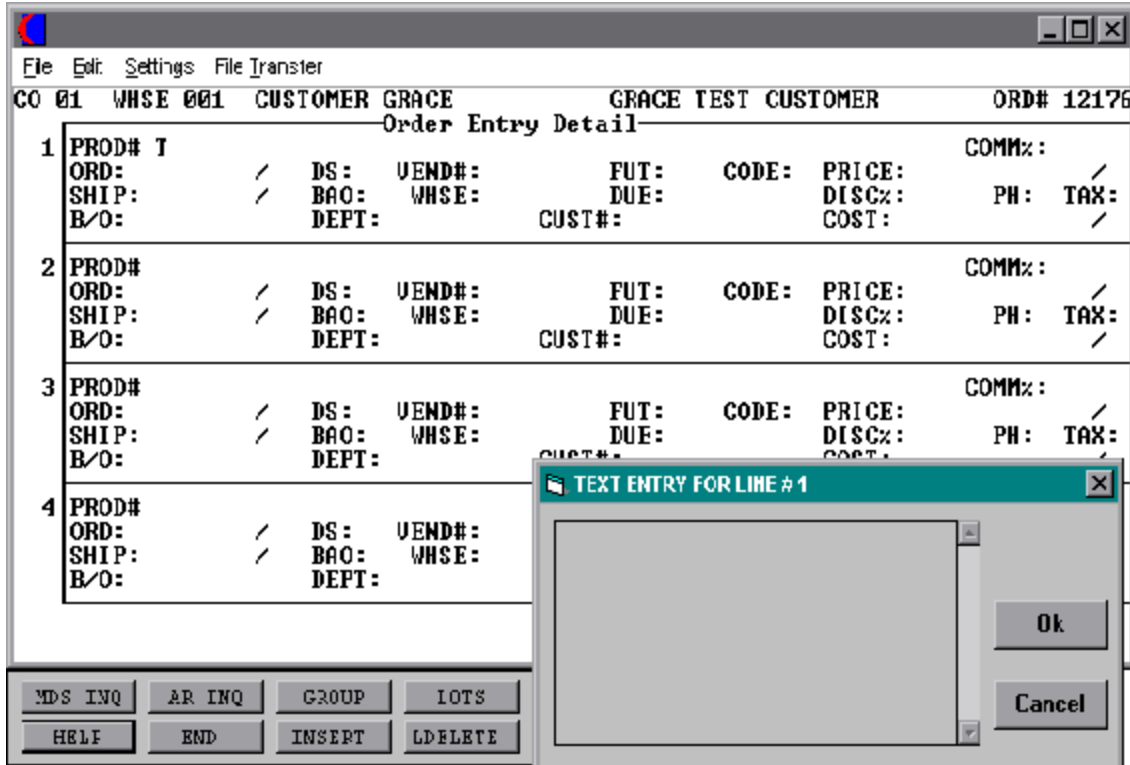 File Edit Settings File Transfer
CO 01 WHSE 001 CUSTOMER GRACE GRACE TEST CUSTOMER ORD# 12176
Order Entry Detail
1 PROD# T COMM%:
ORD: / DS: VEND#: FUT: CODE: PRICE: /
SHIP: / BAO: WHSE: DUE: DISC%: PH: TAX:
B/O: DEPT: CUST#: COST: /
2 PROD# COMM%:
ORD: / DS: VEND#: FUT: CODE: PRICE: /
SHIP: / BAO: WHSE: DUE: DISC%: PH: TAX:
B/O: DEPT: CUST#: COST: /
3 PROD# COMM%:
ORD: / DS: VEND#: FUT: CODE: PRICE: /
SHIP: / BAO: WHSE: DUE: DISC%: PH: TAX:
B/O: DEPT: CUST#: COST: /
4 PROD#
ORD: / DS: VEND#:
SHIP: / BAO: WHSE:
B/O: DEPT:
TEXT ENTRY FOR LINE # 1
Ok
Cancel
MDS INQ AR INQ GROUP LOTS
HELP END INSERT LDELETE